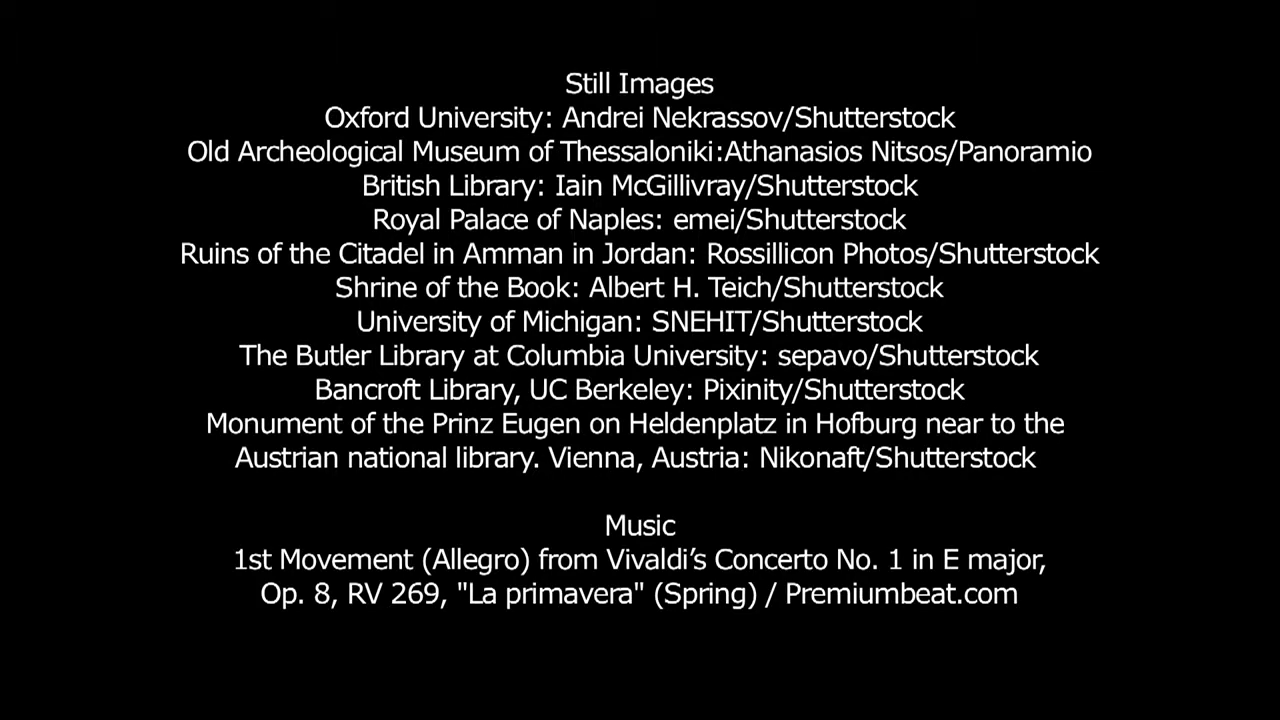 Still Images
Oxford University: Andrei Nekrassov/Shutterstock
Old Archeological Museum of Thessaloniki:Athanasios Nitsos/Panoramio
British Library: Iain McGillivray/Shutterstock
Royal Palace of Naples: emei/Shutterstock
Ruins of the Citadel in Amman in Jordan: Rossillicon Photos/Shutterstock
Shrine of the Book: Albert H. Teich/Shutterstock
University of Michigan: SNEHIT/Shutterstock
The Butler Library at Columbia University: sepavo/Shutterstock
Bancroft Library, UC Berkeley: Pixinity/Shutterstock
Monument of the Prinz Eugen on Heldenplatz in Hofburg near to the
Austrian national library. Vienna, Austria: Nikonaft/Shutterstock
Music
1st Movement (Allegro) from Vivaldi’s Concerto No. 1 in E major,
Op. 8, RV 269, "La primavera" (Spring) / Premiumbeat.com